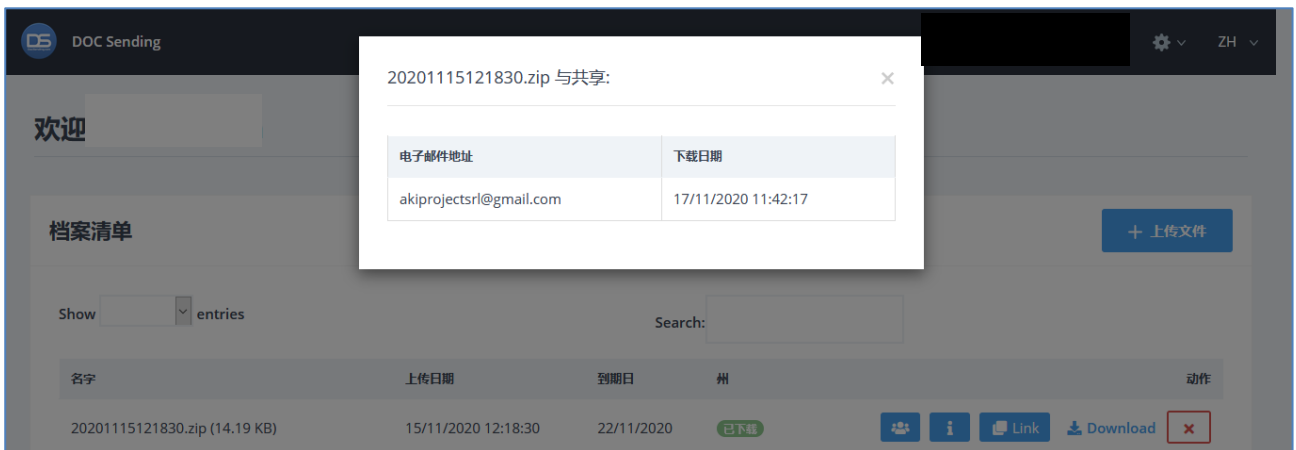 DS DOC Sending
ZH
20201115121830.zip 与共享:
×
欢迎
电子邮件地址 下载日期
akiprojectsrl@gmail.com 17/11/2020 11:42:17
档案清单
+ 上传文件
Show entries
Search:
名字 上传日期 到期日 州 动作
20201115121830.zip (14.19 KB) 15/11/2020 12:18:30 22/11/2020 已下载 i Link Download ×